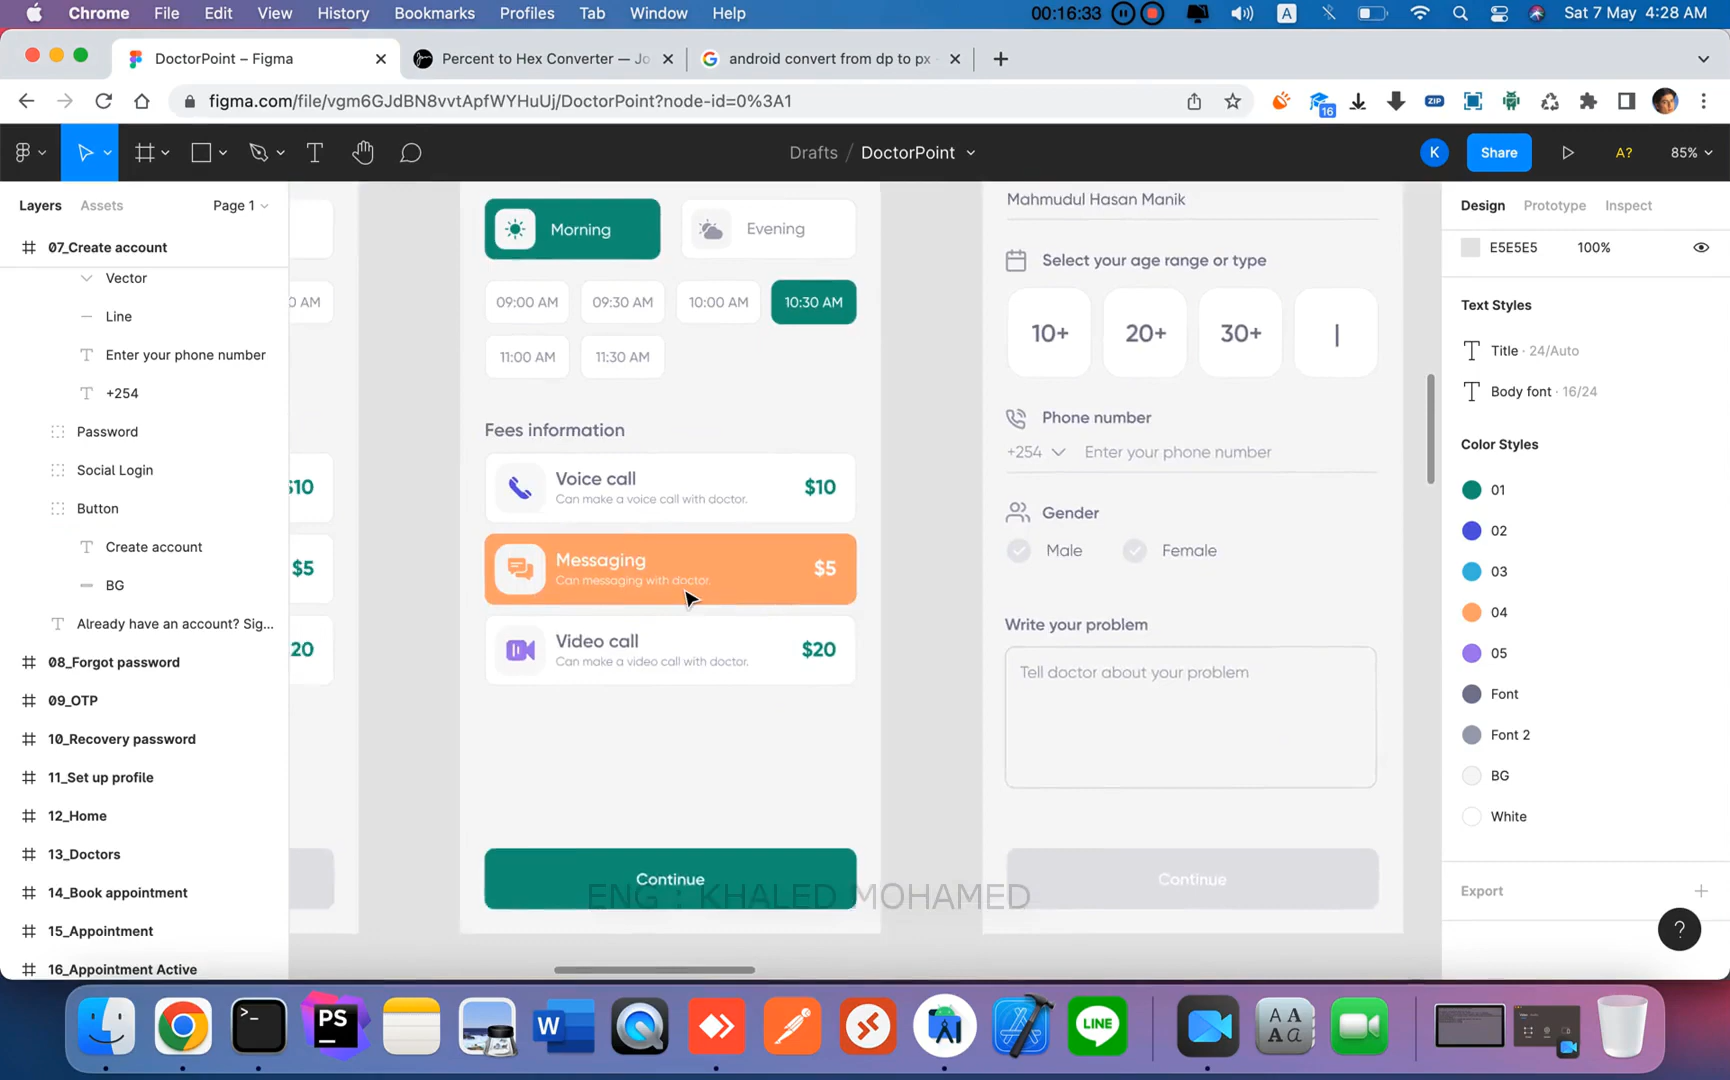 Chrome File Edit View History Bookmarks Profiles Tab Window Help 00:16:33 A Sat 7 May 4:28 AM
DoctorPoint – Figma Percent to Hex Converter — Jo android convert from dp to px
figma.com/file/vgm6GJdBN8vvtApfWYHuUj/DoctorPoint?node-id=0%3A1 16 ZIP
Drafts / DoctorPoint K Share A? 85%
Layers Assets Page 1
07_Create account
Vector
Line
Enter your phone number
+254
Password
Social Login
Button
Create account
BG
Already have an account? Sig...
08_Forgot password
09_OTP
10_Recovery password
11_Set up profile
12_Home
13_Doctors
14_Book appointment
15_Appointment
16_Appointment Active
0 AM
$10
$5
20
Morning Evening
09:00 AM 09:30 AM 10:00 AM 10:30 AM
11:00 AM 11:30 AM
Fees information
Voice call
Can make a voice call with doctor.
$10
Messaging
Can messaging with doctor.
$5
Video call
Can make a video call with doctor.
$20
Continue
Mahmudul Hasan Manik
Select your age range or type
10+ 20+ 30+ |
Phone number
+254 Enter your phone number
Gender
Male Female
Write your problem
Tell doctor about your problem
Continue
ENG : KHALED MOHAMED
Design Prototype Inspect
E5E5E5 100%
Text Styles
Title · 24/Auto
Body font · 16/24
Color Styles
01
02
03
04
05
Font
Font 2
BG
White
Export
?
>_ PS W LINE A A
A a